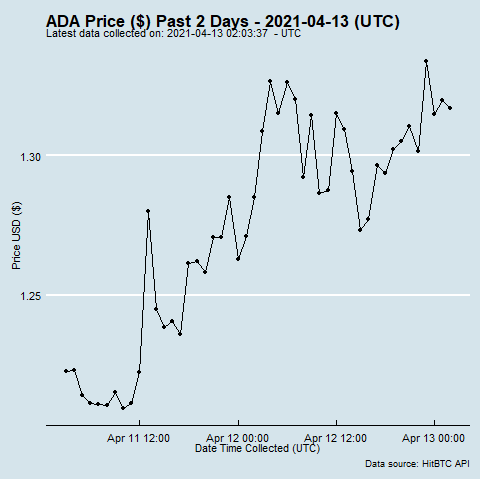 ADA Price ($) Past 2 Days - 2021-04-13 (UTC)
Latest data collected on: 2021-04-13 02:03:37 - UTC
Price USD ($)
1.30
1.25
Apr 11 12:00
Apr 12 00:00
Apr 12 12:00
Apr 13 00:00
Date Time Collected (UTC)
Data source: HitBTC API